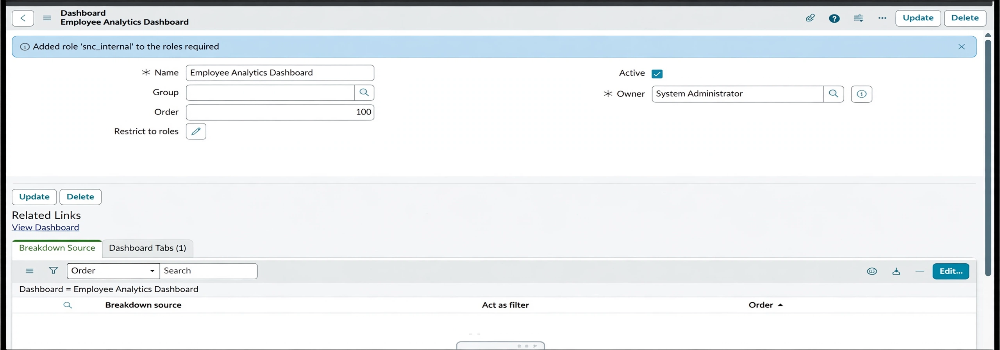 Dashboard
Employee Analytics Dashboard
Update Delete
Added role 'snc_internal' to the roles required
* Name Employee Analytics Dashboard
Active
Group
* Owner System Administrator
Order 100
Restrict to roles
Update Delete
Related Links
View Dashboard
Breakdown Source Dashboard Tabs (1)
Order Search Edit...
Dashboard = Employee Analytics Dashboard
Breakdown source Act as filter Order